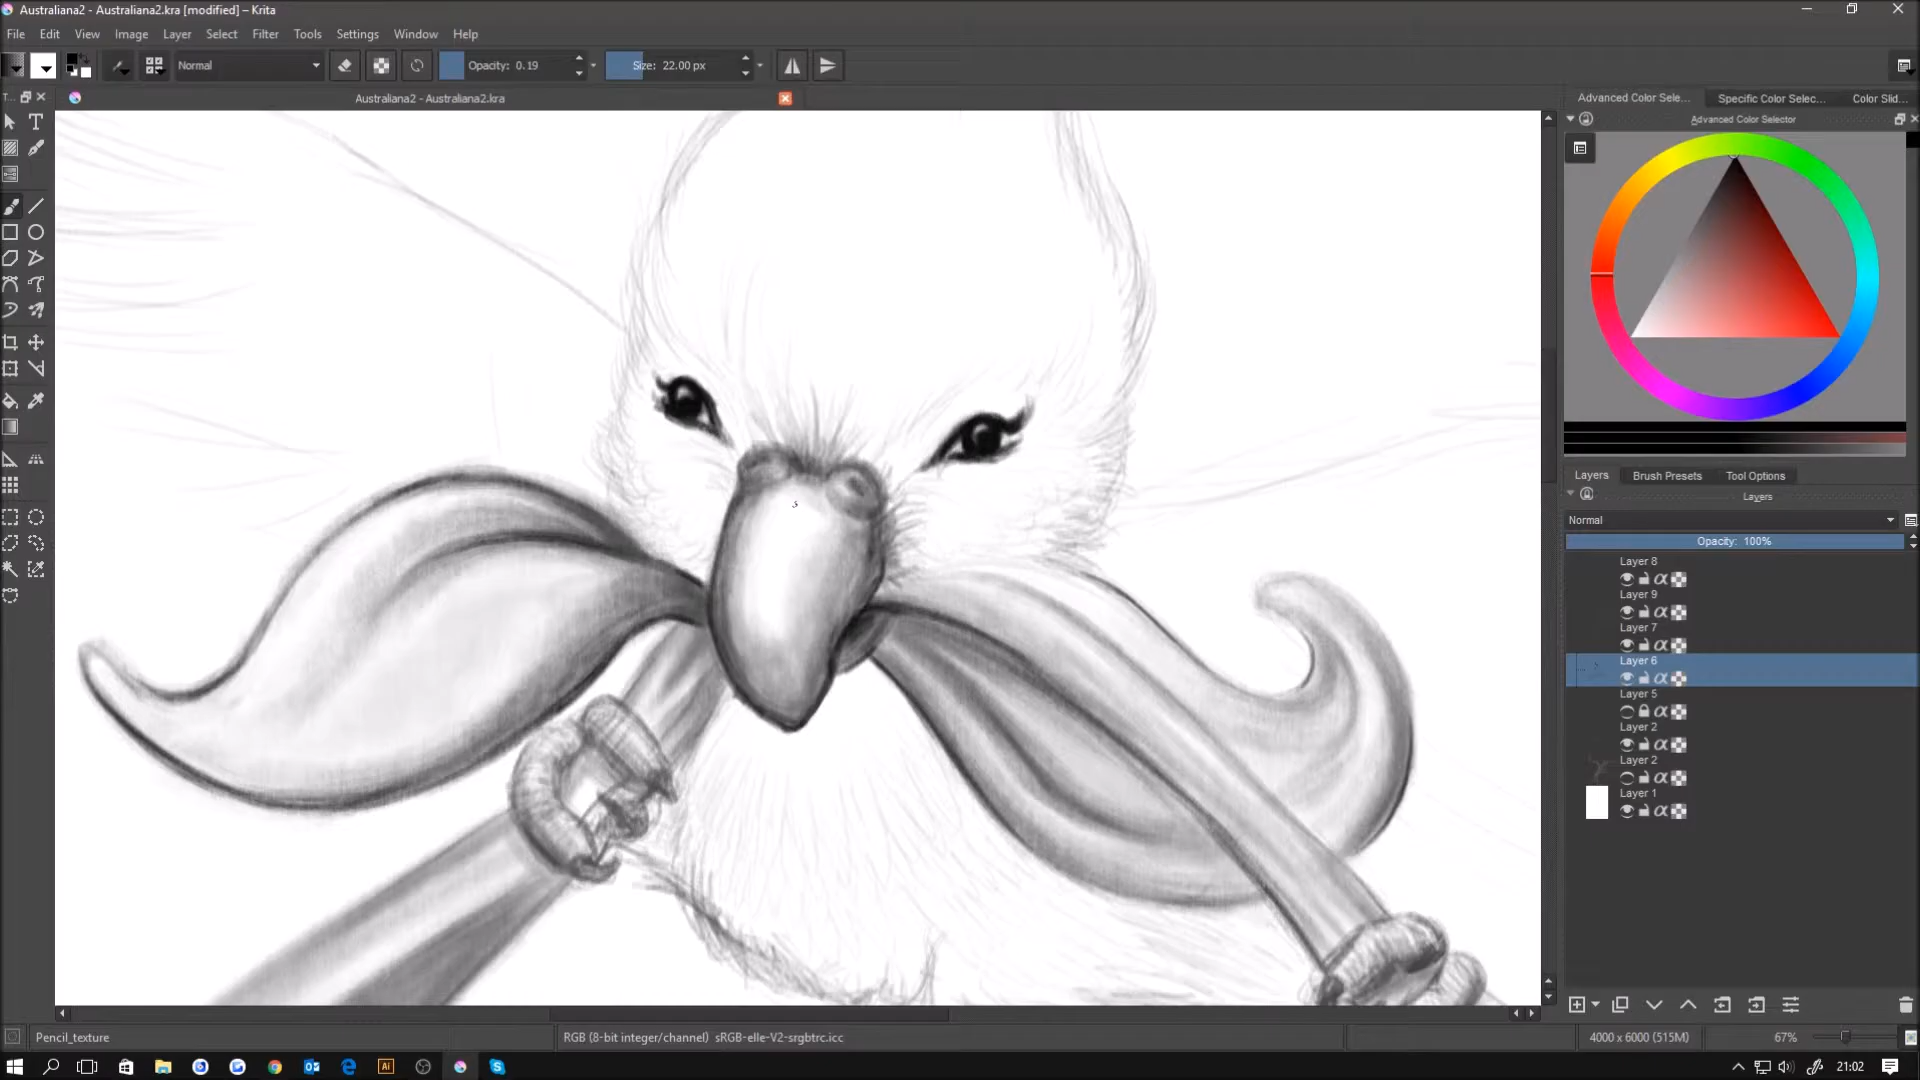 Australiana2 - Australiana2.kra [modified] – Krita
File Edit View Image Layer Select Filter Tools Settings Window Help
Normal Opacity: 0.19 Size: 22.00 px
T... Australiana2 - Australiana2.kra
Advanced Color Sele... Specific Color Selec... Color Slid...
Advanced Color Selector
Layers Brush Presets Tool Options
Layers
Normal
Opacity: 100%
Layer 8
Layer 9
Layer 7
Layer 6
Layer 5
Layer 2
Layer 2
Layer 1
Pencil_texture RGB (8-bit integer/channel) sRGB-elle-V2-srgbtrc.icc 4000 x 6000 (515M) 67%
Ai 21:02